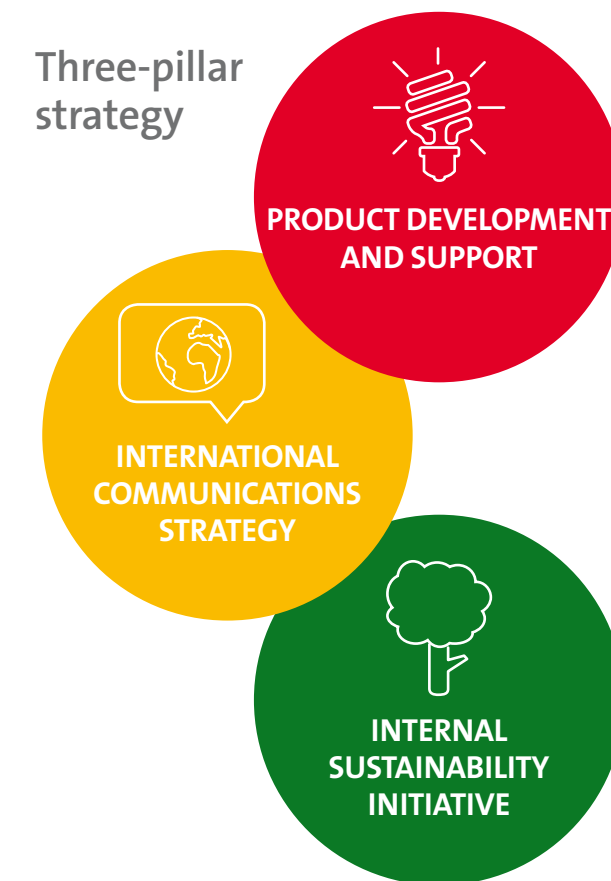 Three-pillar
strategy
PRODUCT DEVELOPMENT
AND SUPPORT
INTERNATIONAL
COMMUNICATIONS
STRATEGY
INTERNAL
SUSTAINABILITY
INITIATIVE